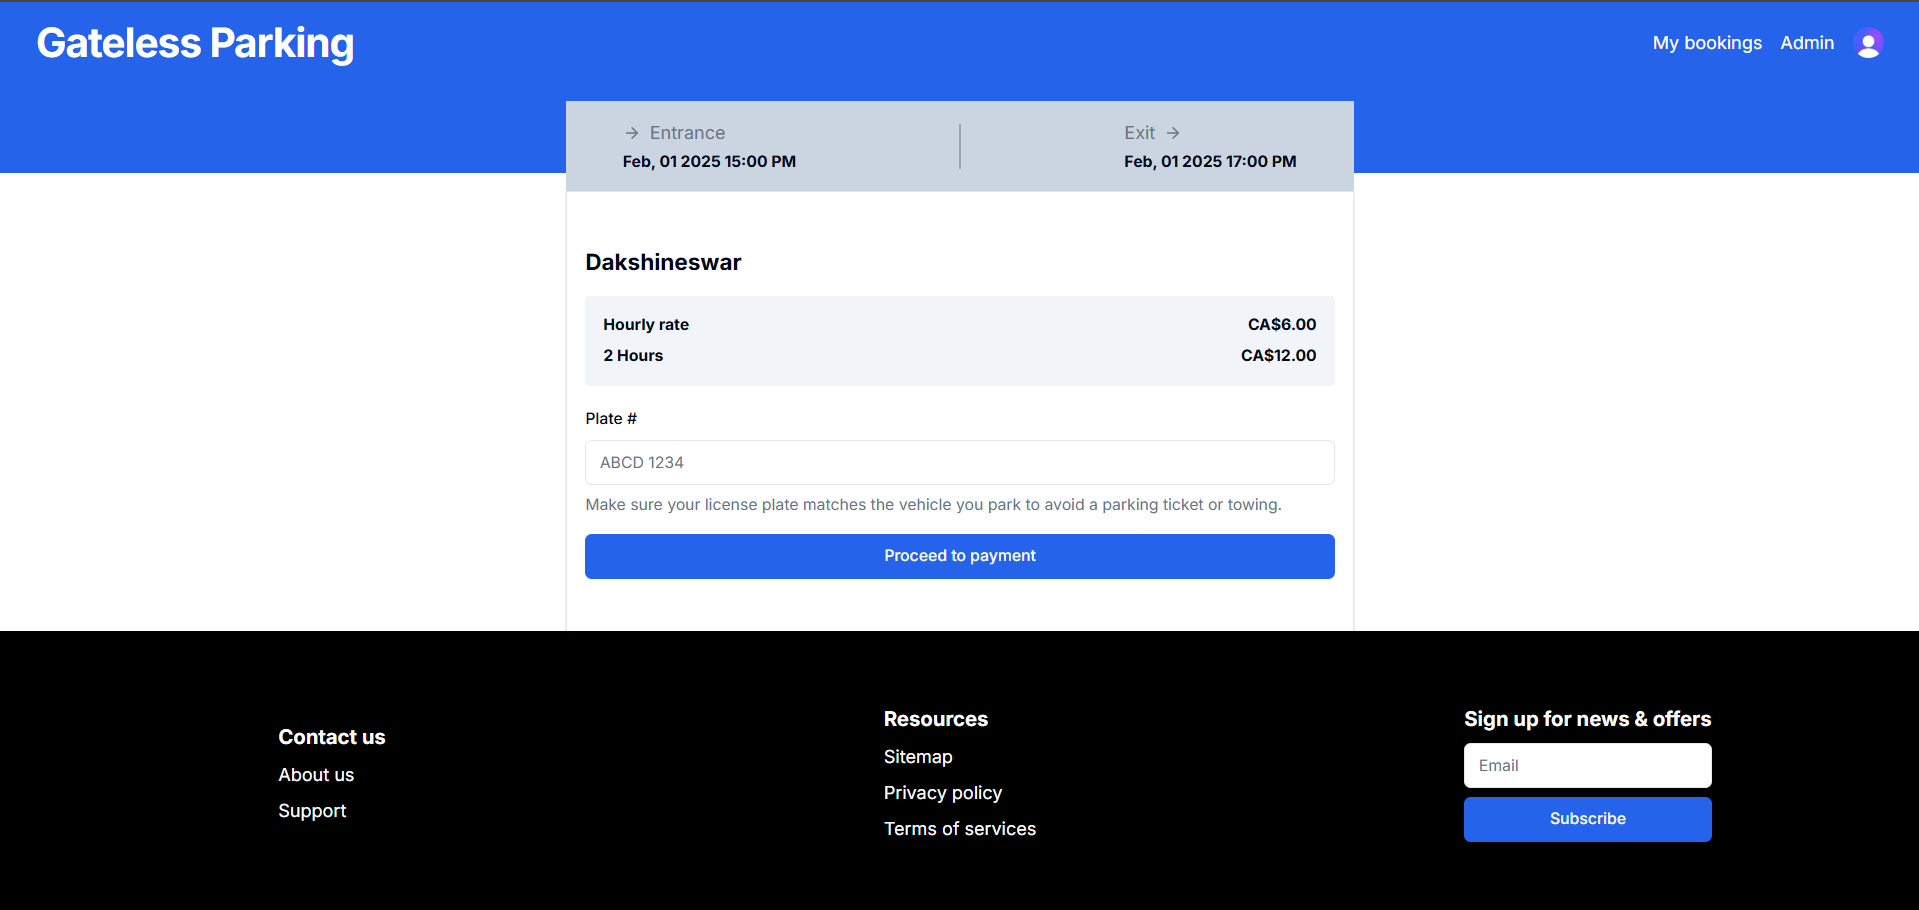 Gateless Parking
My bookings Admin
Entrance
Feb, 01 2025 15:00 PM
Exit
Feb, 01 2025 17:00 PM
Dakshineswar
Hourly rate CA$6.00
2 Hours CA$12.00
Plate #
ABCD 1234
Make sure your license plate matches the vehicle you park to avoid a parking ticket or towing.
Proceed to payment
Contact us
About us
Support
Resources
Sitemap
Privacy policy
Terms of services
Sign up for news & offers
Email
Subscribe